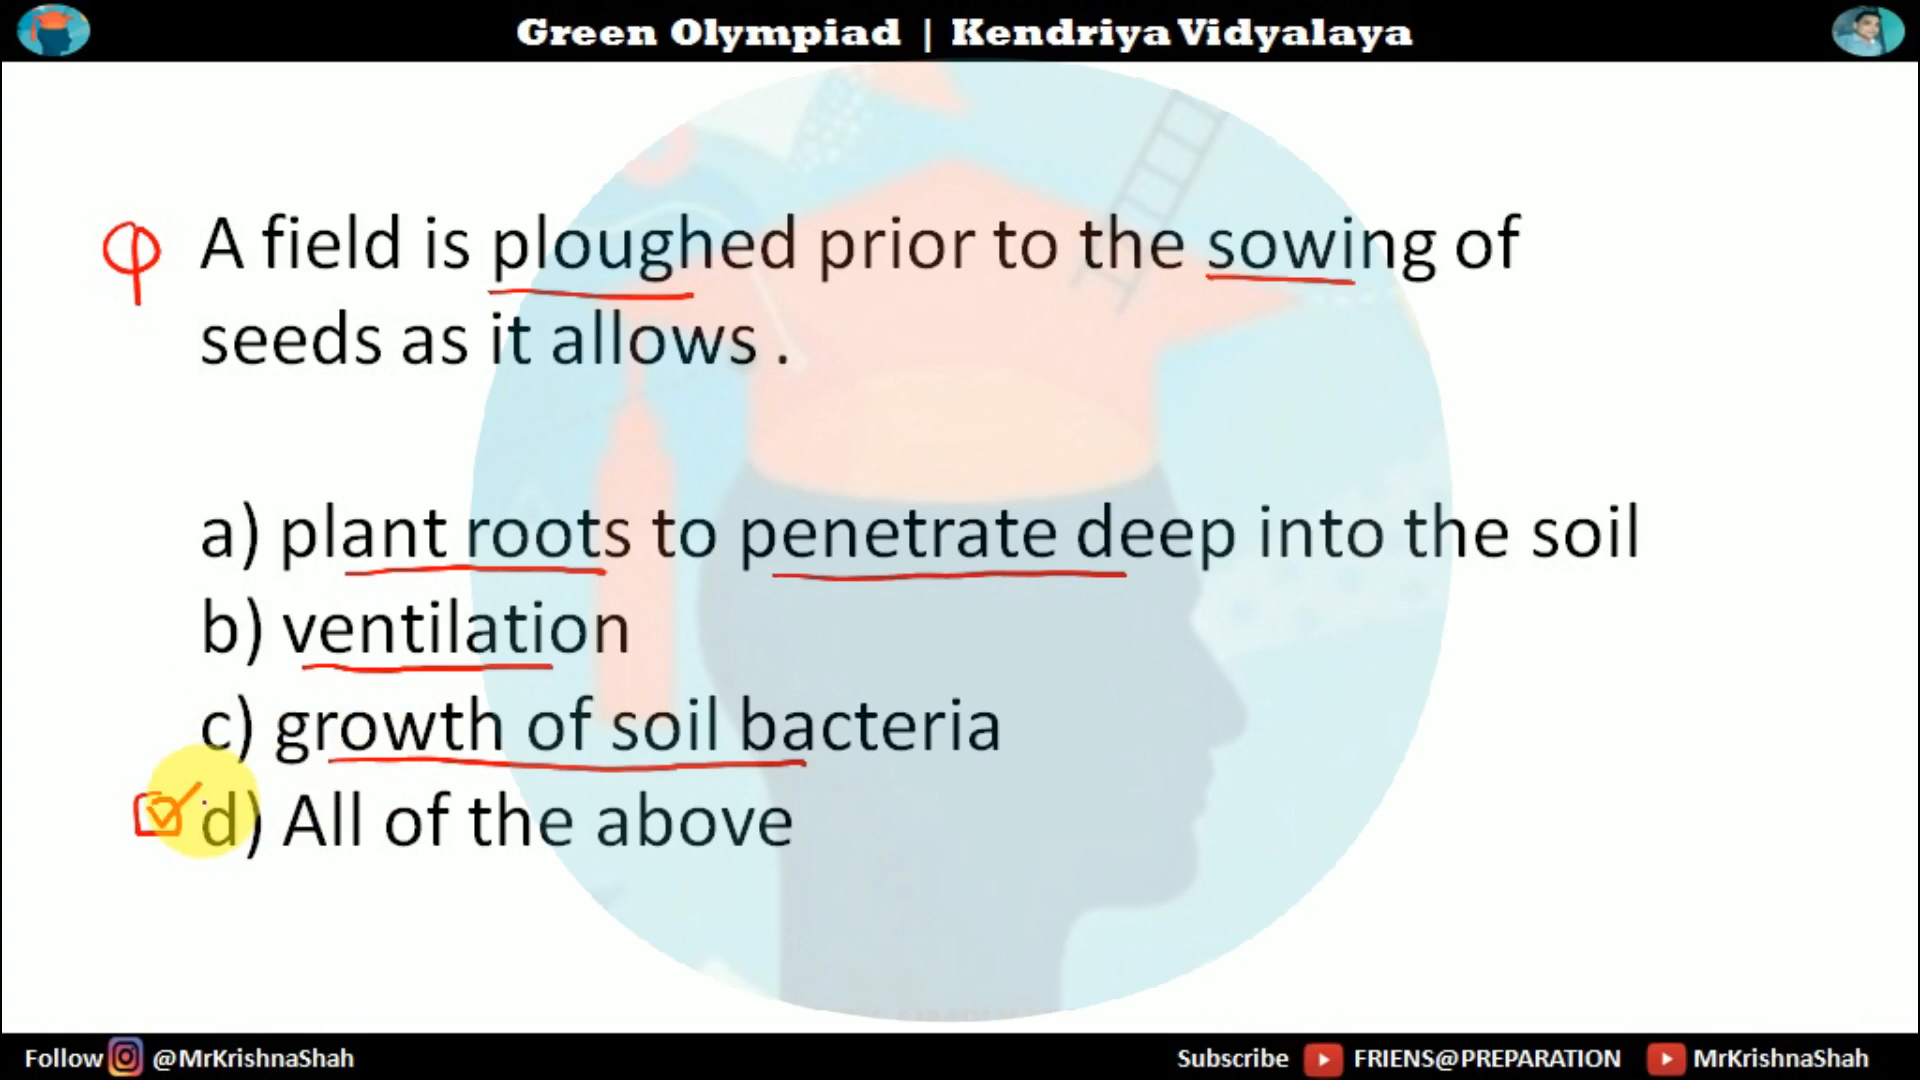 Green Olympiad | Kendriya Vidyalaya
A field is ploughed prior to the sowing of
seeds as it allows .
a) plant roots to penetrate deep into the soil
b) ventilation
c) growth of soil bacteria
d) All of the above
Follow @MrKrishnaShah
Subscribe FRIENS@PREPARATION MrKrishnaShah